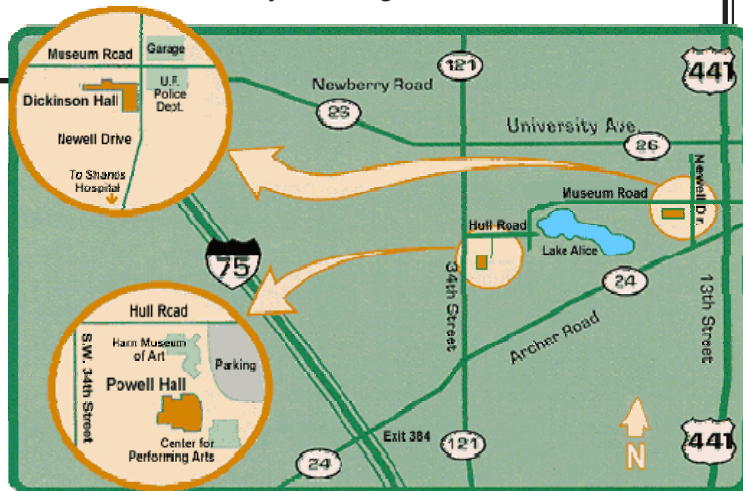 Museum Road
Garage
Dickinson Hall
U.F.
Police
Dept.
Newell Drive
To Shands
Hospital
Newberry Road
121
441
26
University Ave.
26
Newell Dr.
Museum Road
Hull Road
Lake Alice
75
34th Street
24
13th Street
Archer Road
Hull Road
S.W. 34th Street
Harn Museum
of Art
Parking
Powell Hall
Center for
Performing Arts
Exit 384
24
121
N
441